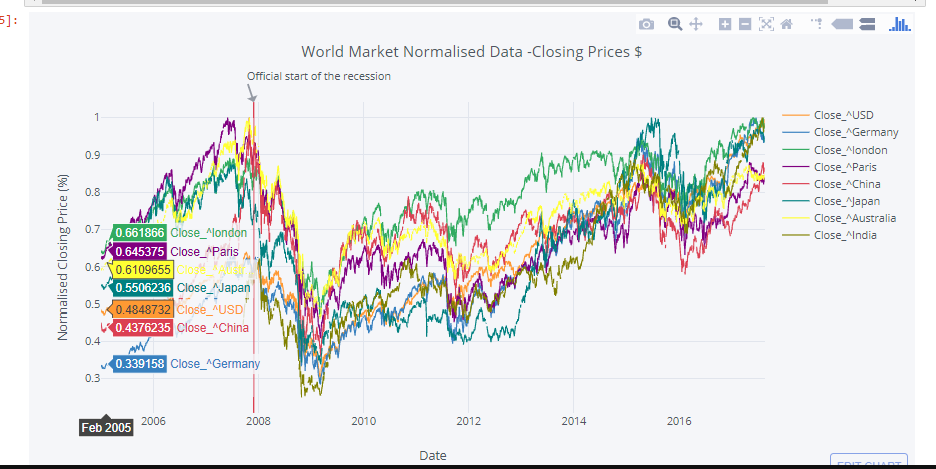 5]:
World Market Normalised Data -Closing Prices $
Official start of the recession
Normalised Closing Price (%)
1
0.9
0.8
0.7
0.6
0.5
0.4
0.3
0.661866 Close_^london
0.645375 Close_^Paris
0.6109655
0.5506236 Close_^Japan
0.4848732 Close_^USD
0.4376235 Close_^China
0.339158 Close_^Germany
Feb 2005
2006
2008
2010
2012
2014
2016
Date
Close_^USD
Close_^Germany
Close_^london
Close_^Paris
Close_^China
Close_^Japan
Close_^Australia
Close_^India
EDIT CHART